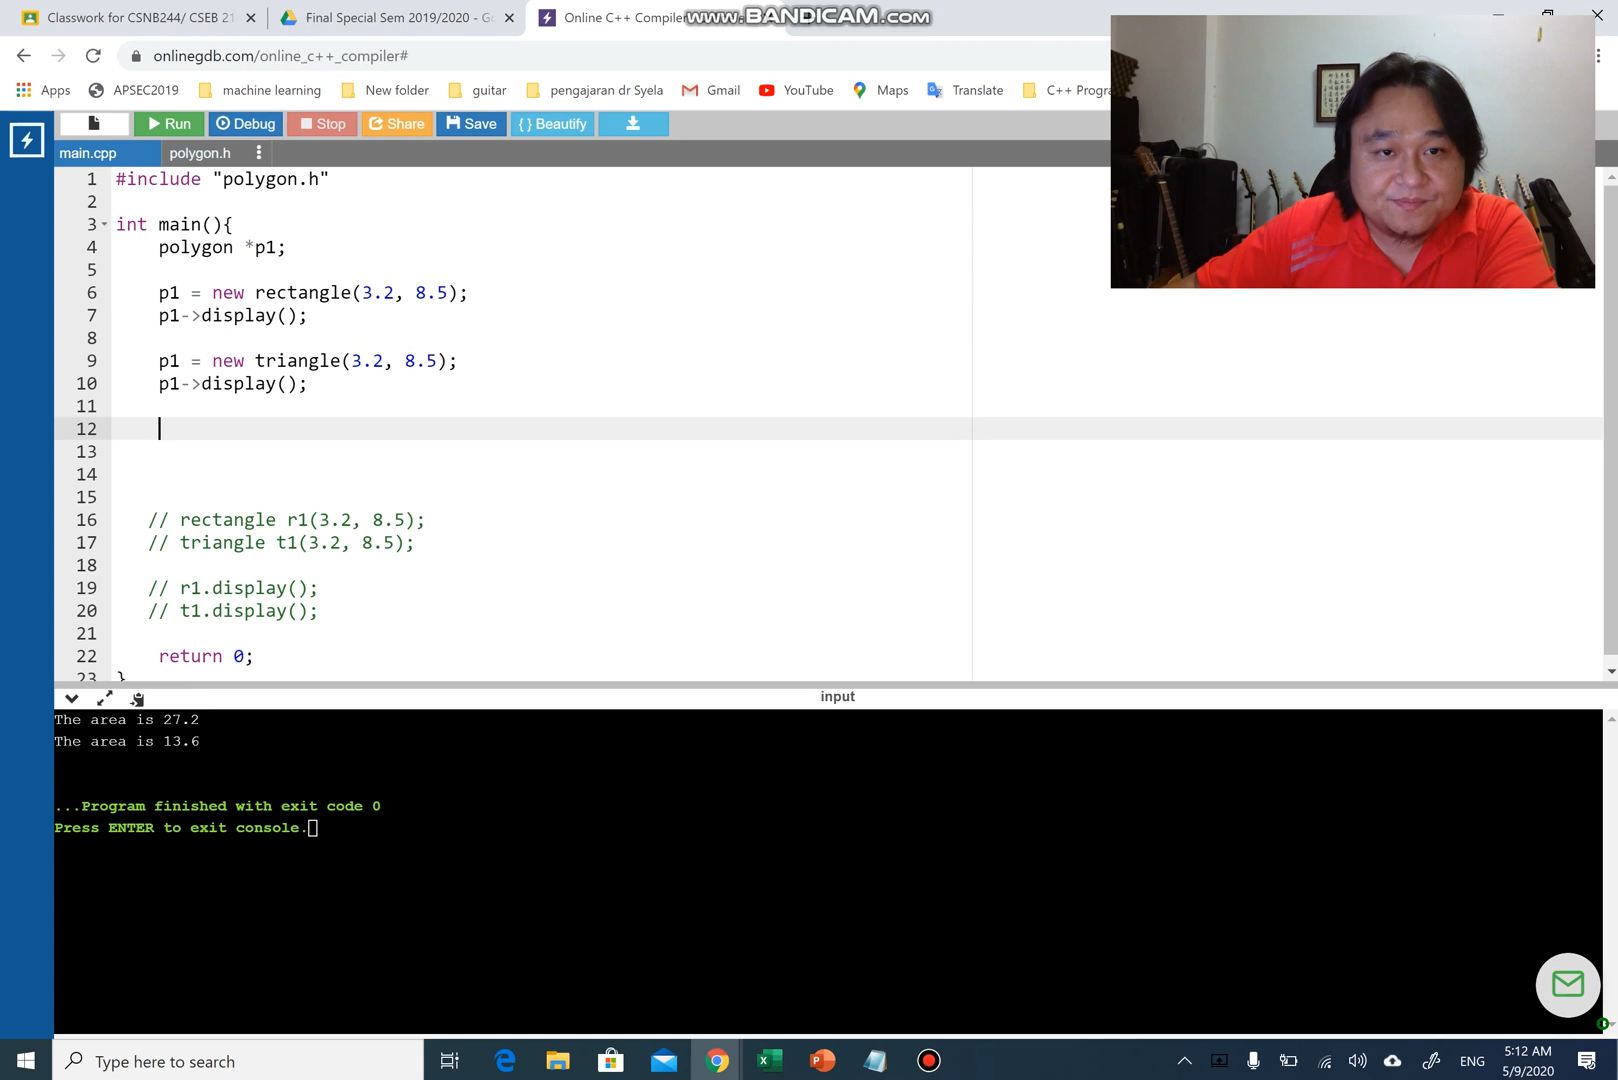 Classwork for CSNB244/ CSEB 21
Final Special Sem 2019/2020 - Go
Online C++ Compiler
www.BANDICAM.com
onlinegdb.com/online_c++_compiler#
Apps
APSEC2019
machine learning
New folder
guitar
pengajaran dr Syela
Gmail
YouTube
Maps
Translate
C++ Progra
Run
Debug
Stop
Share
Save
{ } Beautify
main.cpp
polygon.h
1 #include "polygon.h"
2
3 int main(){
4 polygon *p1;
5
6 p1 = new rectangle(3.2, 8.5);
7 p1->display();
8
9 p1 = new triangle(3.2, 8.5);
10 p1->display();
11
12
13
14
15
16 // rectangle r1(3.2, 8.5);
17 // triangle t1(3.2, 8.5);
18
19 // r1.display();
20 // t1.display();
21
22 return 0;
23 }
input
The area is 27.2
The area is 13.6
...Program finished with exit code 0
Press ENTER to exit console.
Type here to search
ENG
5:12 AM
5/9/2020